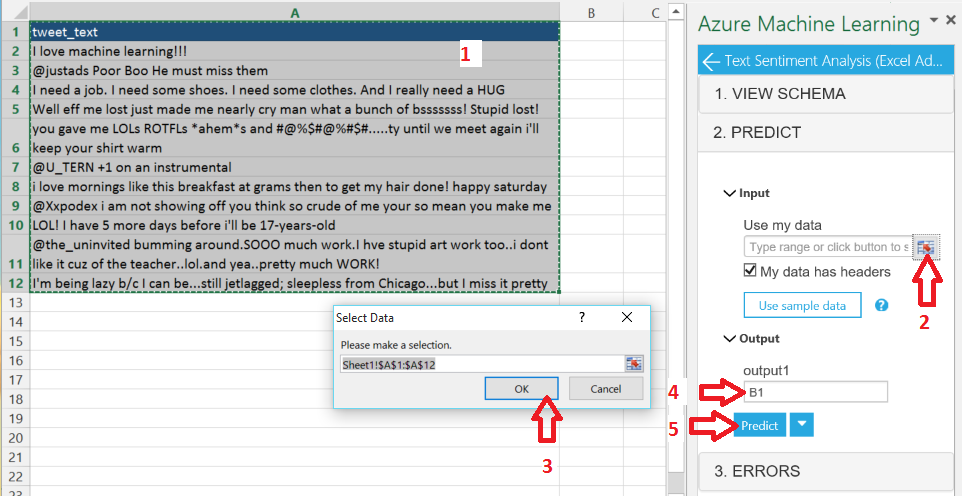 A B C
1 tweet_text
1
2 I love machine learning!!!
3 @justads Poor Boo He must miss them
4 I need a job. I need some shoes. I need some clothes. And I really need a HUG
5 Well eff me lost just made me nearly cry man what a bunch of bsssssss! Stupid lost!
you gave me LOLs ROTFLs *ahem*s and #@%$#@%#$#.....ty until we meet again i'll
6 keep your shirt warm
7 @U_TERN +1 on an instrumental
8 i love mornings like this breakfast at grams then to get my hair done! happy saturday
9 @Xxpodex i am not showing off you think so crude of me your so mean you make me
10 LOL! I have 5 more days before i'll be 17-years-old
@the_uninvited bumming around.SOOO much work.I hve stupid art work too..i dont
11 like it cuz of the teacher..lol.and yea..pretty much WORK!
12 I'm being lazy b/c I can be...still jetlagged; sleepless from Chicago...but I miss it pretty
13
14
15
16
17
18
19
20
21
22
23
Select Data ?
Please make a selection.
Sheet1!$A$1:$A$12
OK Cancel
3
Azure Machine Learning
Text Sentiment Analysis (Excel Ad...
1. VIEW SCHEMA
2. PREDICT
Input
Use my data
Type range or click button to s
My data has headers
2
Use sample data ?
Output
output1
4 B1
5 Predict
3. ERRORS